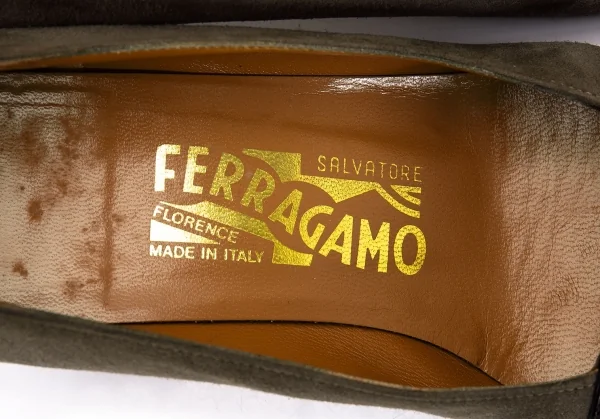 SALVATORE
FERRAGAMO
FLORENCE
MADE IN ITALY